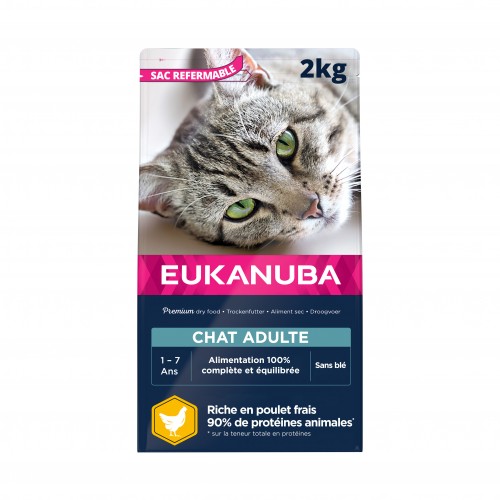 SAC REFERMABLE
2kg
EUKANUBA
Premium dry food • Trockenfutter • Aliment sec • Droogvoer
CHAT ADULTE
1 – 7
Ans
Alimentation 100%
complète et équilibrée
Sans blé
Riche en poulet frais
90% de protéines animales*
* sur la teneur totale en protéines